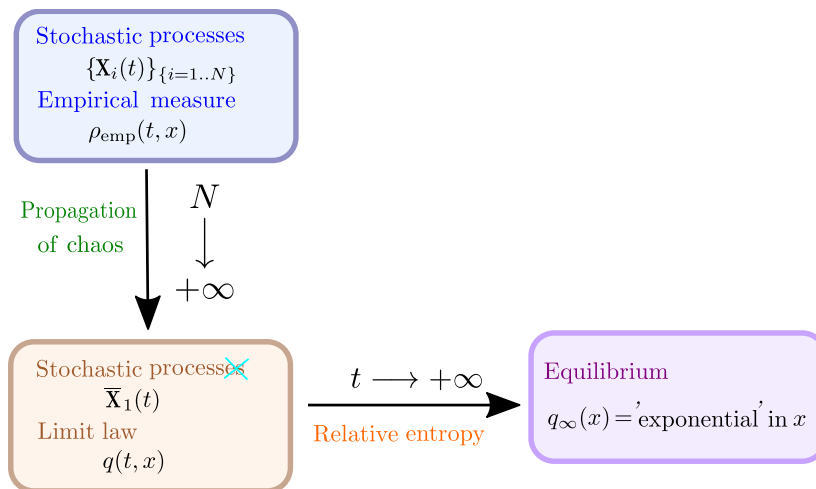 Stochastic processes
{X_i(t)}_{i=1..N}
Empirical measure
ρ_emp(t, x)
Propagation
of chaos
N
↓
+∞
Stochastic processes
X̅_1(t)
Limit law
q(t, x)
t ⟶ +∞
Relative entropy
Equilibrium
q_∞(x) = 'exponential' in x